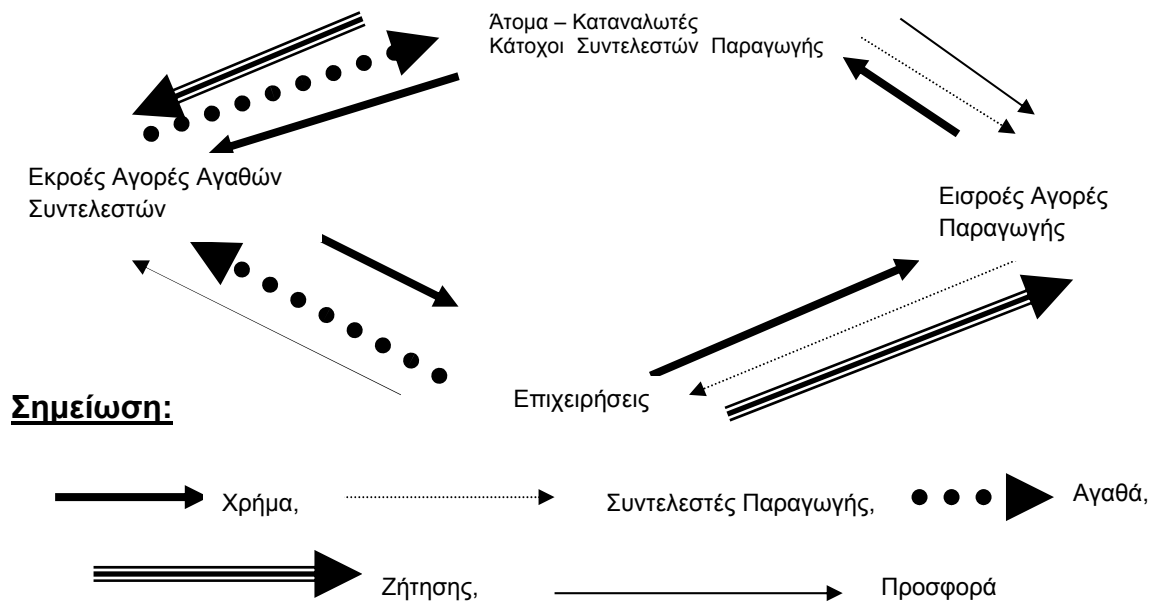 Άτομα – Καταναλωτές
Κάτοχοι Συντελεστών Παραγωγής
Εκροές Αγορές Αγαθών
Συντελεστών
Εισροές Αγορές
Παραγωγής
Επιχειρήσεις
Σημείωση:
Χρήμα, Συντελεστές Παραγωγής, Αγαθά,
Ζήτησης, Προσφορά